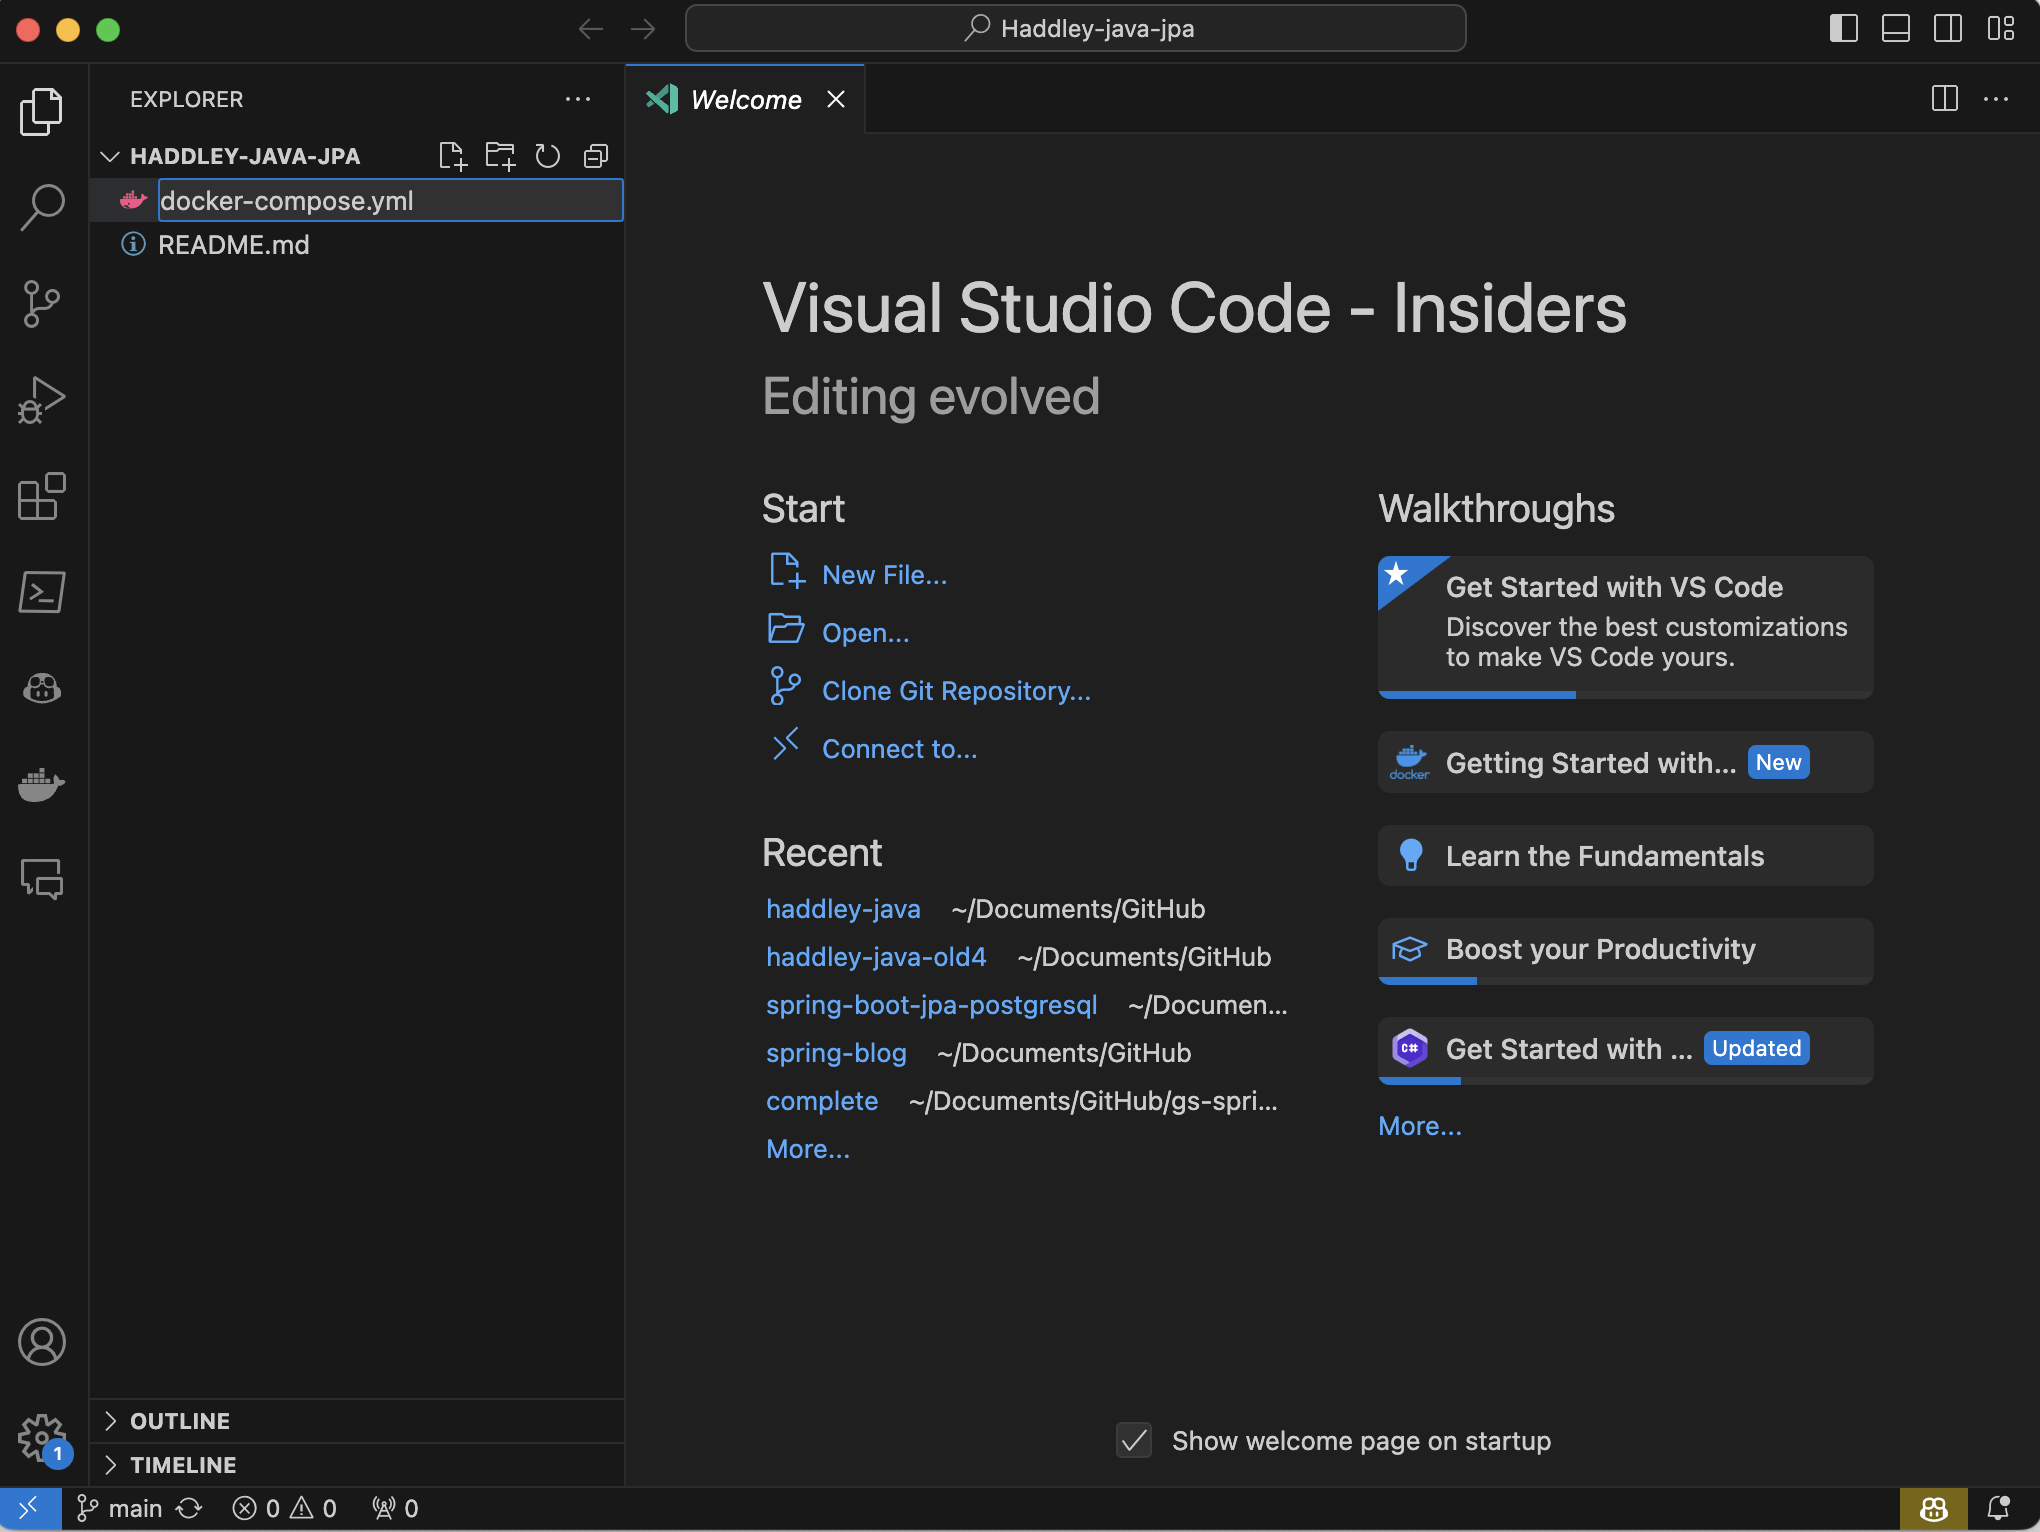 Haddley-java-jpa
EXPLORER
Welcome
HADDLEY-JAVA-JPA
docker-compose.yml
README.md
Visual Studio Code - Insiders
Editing evolved
Start
New File...
Open...
Clone Git Repository...
Connect to...
Recent
haddley-java ~/Documents/GitHub
haddley-java-old4 ~/Documents/GitHub
spring-boot-jpa-postgresql ~/Documen...
spring-blog ~/Documents/GitHub
complete ~/Documents/GitHub/gs-spri...
More...
Walkthroughs
Get Started with VS Code
Discover the best customizations
to make VS Code yours.
docker
Getting Started with... New
Learn the Fundamentals
Boost your Productivity
C#
Get Started with ... Updated
More...
Show welcome page on startup
OUTLINE
TIMELINE
1
main 0 0 0